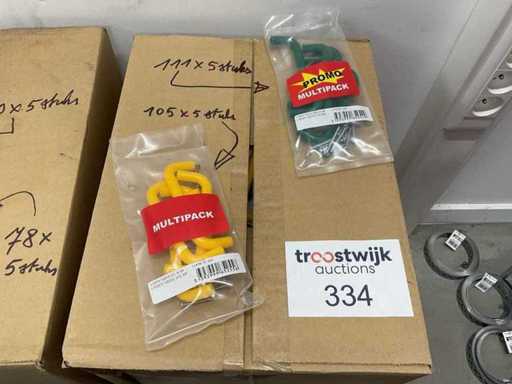 111 x 5 stuks
105 x 5 stuks
x 5 stuks
78 x
5 stuks
PROMO
MULTIPACK
MULTIPACK
troostwijk
auctions
334